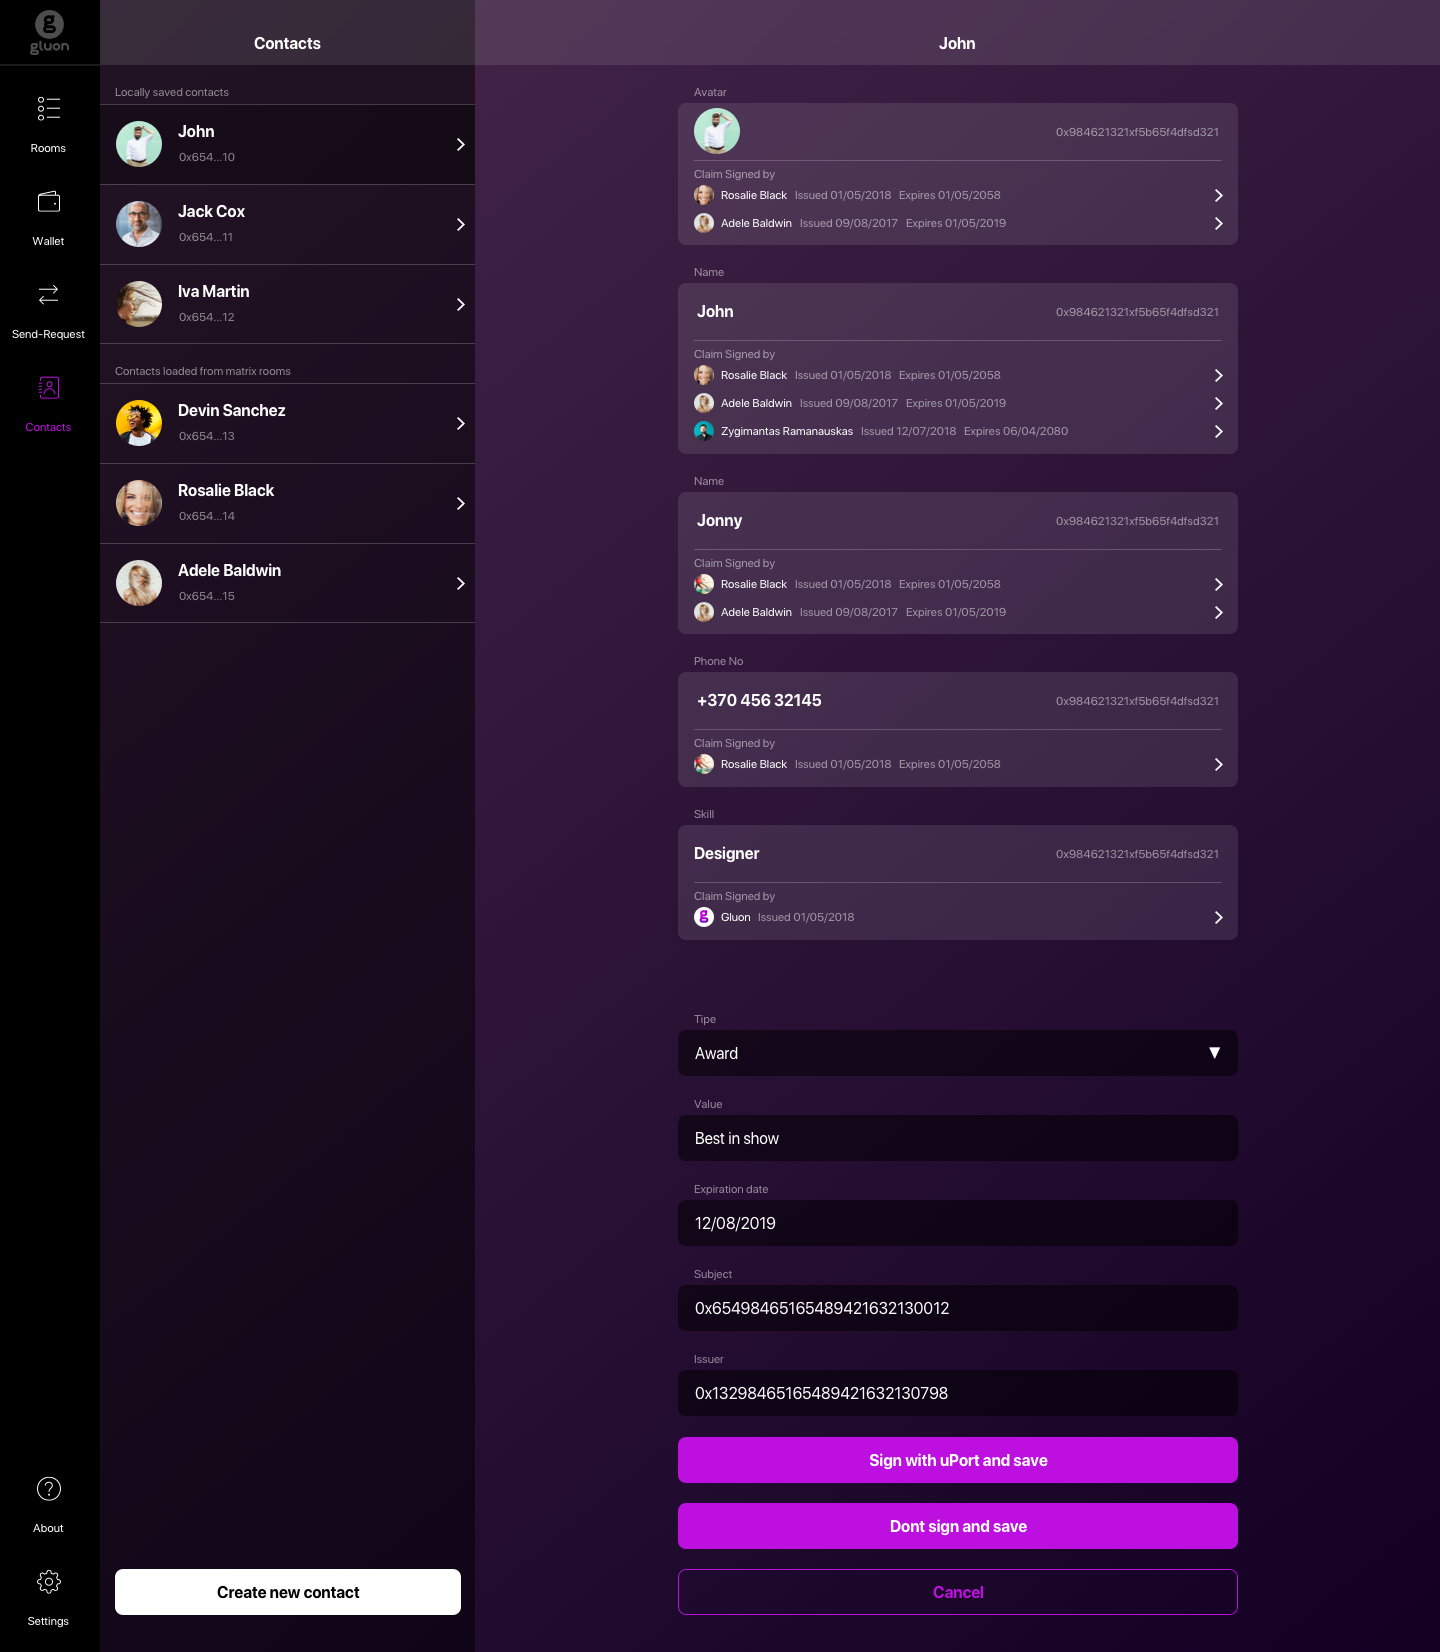 g
gluon
Rooms
Wallet
Send-Request
Contacts
About
Settings
Contacts
Locally saved contacts
John
0x654...10
Jack Cox
0x654...11
Iva Martin
0x654...12
Contacts loaded from matrix rooms
Devin Sanchez
0x654...13
Rosalie Black
0x654...14
Adele Baldwin
0x654...15
Create new contact
John
Avatar
0x984621321xf5b65f4dfsd321
Claim Signed by
Rosalie Black Issued 01/05/2018 Expires 01/05/2058
Adele Baldwin Issued 09/08/2017 Expires 01/05/2019
Name
John 0x984621321xf5b65f4dfsd321
Claim Signed by
Rosalie Black Issued 01/05/2018 Expires 01/05/2058
Adele Baldwin Issued 09/08/2017 Expires 01/05/2019
Zygimantas Ramanauskas Issued 12/07/2018 Expires 06/04/2080
Name
Jonny 0x984621321xf5b65f4dfsd321
Claim Signed by
Rosalie Black Issued 01/05/2018 Expires 01/05/2058
Adele Baldwin Issued 09/08/2017 Expires 01/05/2019
Phone No
+370 456 32145 0x984621321xf5b65f4dfsd321
Claim Signed by
Rosalie Black Issued 01/05/2018 Expires 01/05/2058
Skill
Designer 0x984621321xf5b65f4dfsd321
Claim Signed by
g Gluon Issued 01/05/2018
Tipe
Award
Value
Best in show
Expiration date
12/08/2019
Subject
0x65498465165489421632130012
Issuer
0x13298465165489421632130798
Sign with uPort and save
Dont sign and save
Cancel